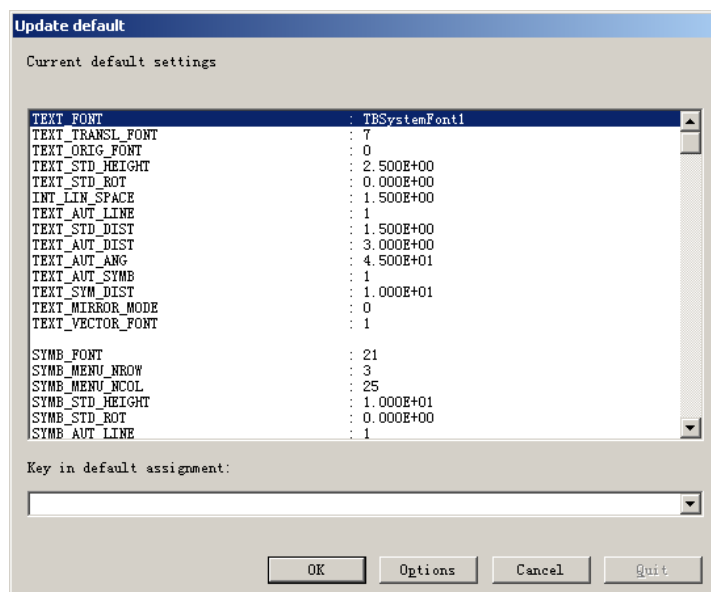 Update default
Current default settings
TEXT_FONT : TBSystemFont1
TEXT_TRANSL_FONT : 7
TEXT_ORIG_FONT : 0
TEXT_STD_HEIGHT : 2.500E+00
TEXT_STD_ROT : 0.000E+00
INT_LIN_SPACE : 1.500E+00
TEXT_AUT_LINE : 1
TEXT_STD_DIST : 1.500E+00
TEXT_AUT_DIST : 3.000E+00
TEXT_AUT_ANG : 4.500E+01
TEXT_AUT_SYMB : 1
TEXT_SYM_DIST : 1.000E+01
TEXT_MIRROR_MODE : 0
TEXT_VECTOR_FONT : 1
SYMB_FONT : 21
SYMB_MENU_NROW : 3
SYMB_MENU_NCOL : 25
SYMB_STD_HEIGHT : 1.000E+01
SYMB_STD_ROT : 0.000E+00
SYMB_AUT_LINE : 1
Key in default assignment:
OK Options Cancel Quit